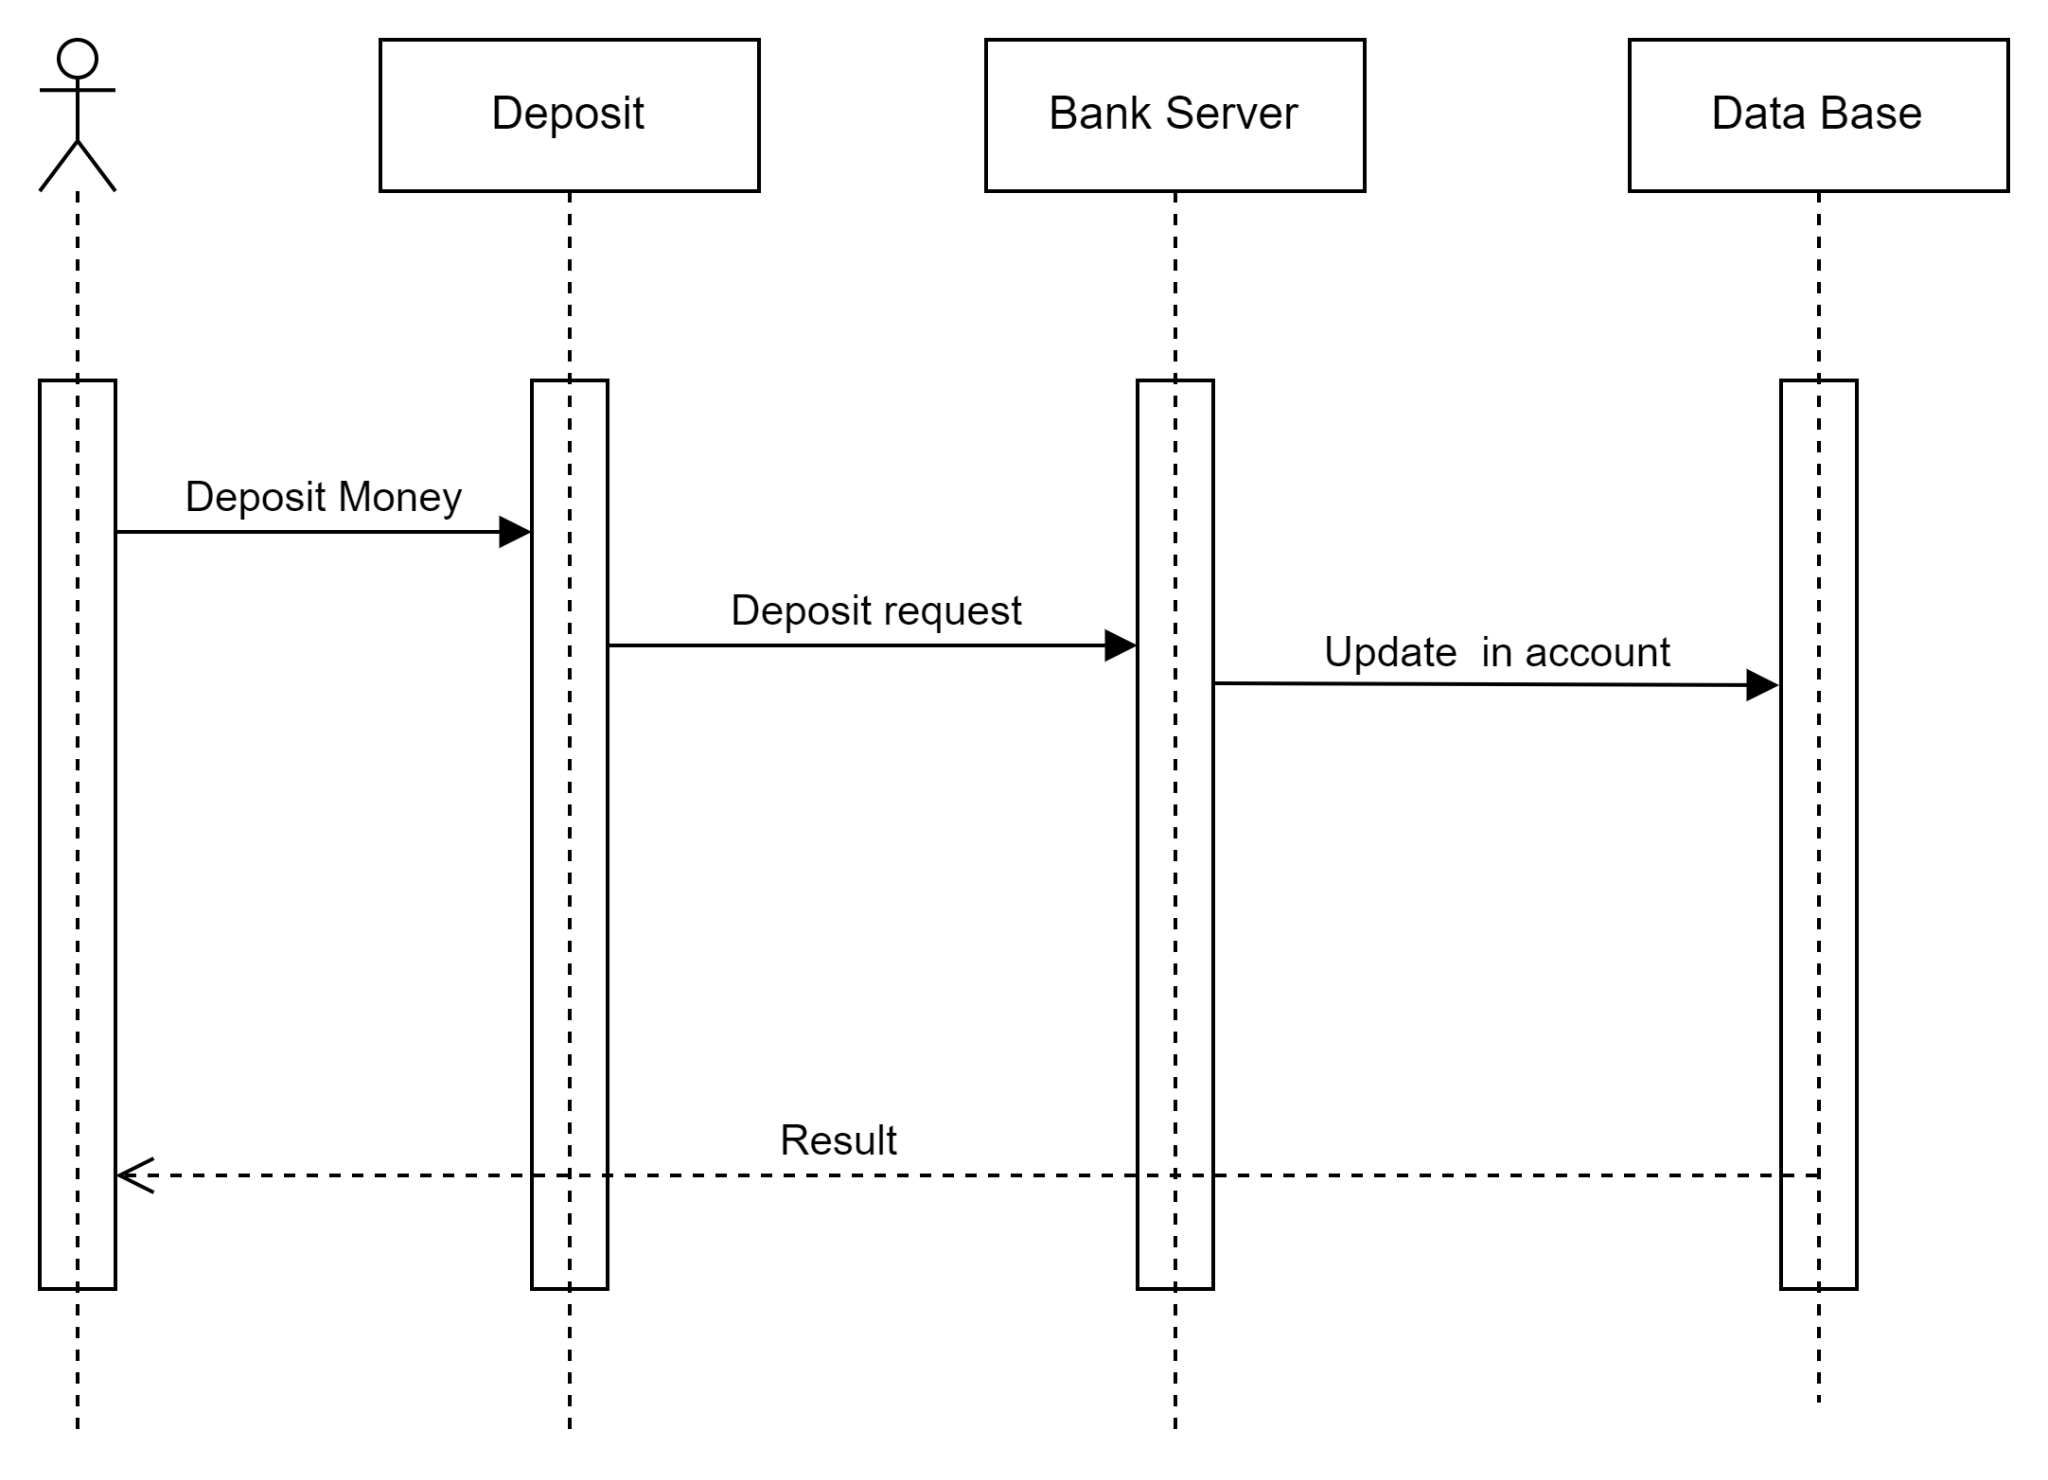 Deposit
Bank Server
Data Base
Deposit Money
Deposit request
Update  in account
Result